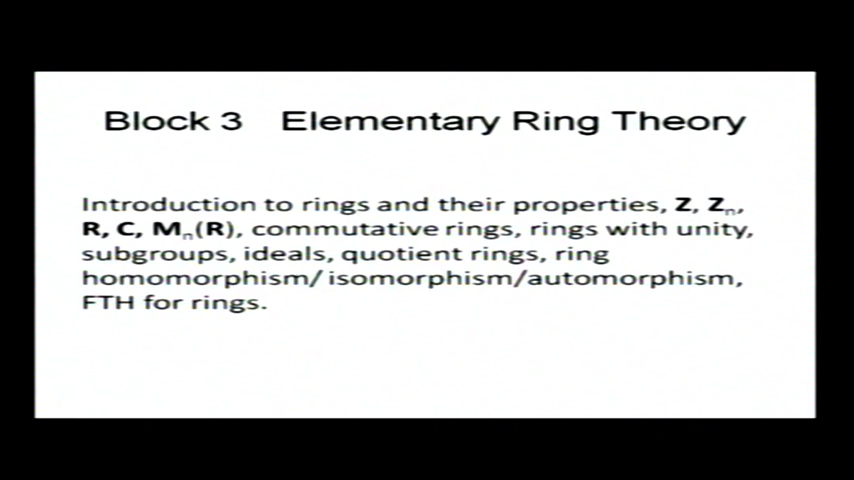 Block 3 Elementary Ring Theory
Introduction to rings and their properties, Z, Zn,
R, C, Mn(R), commutative rings, rings with unity,
subgroups, ideals, quotient rings, ring
homomorphism/isomorphism/automorphism,
FTH for rings.